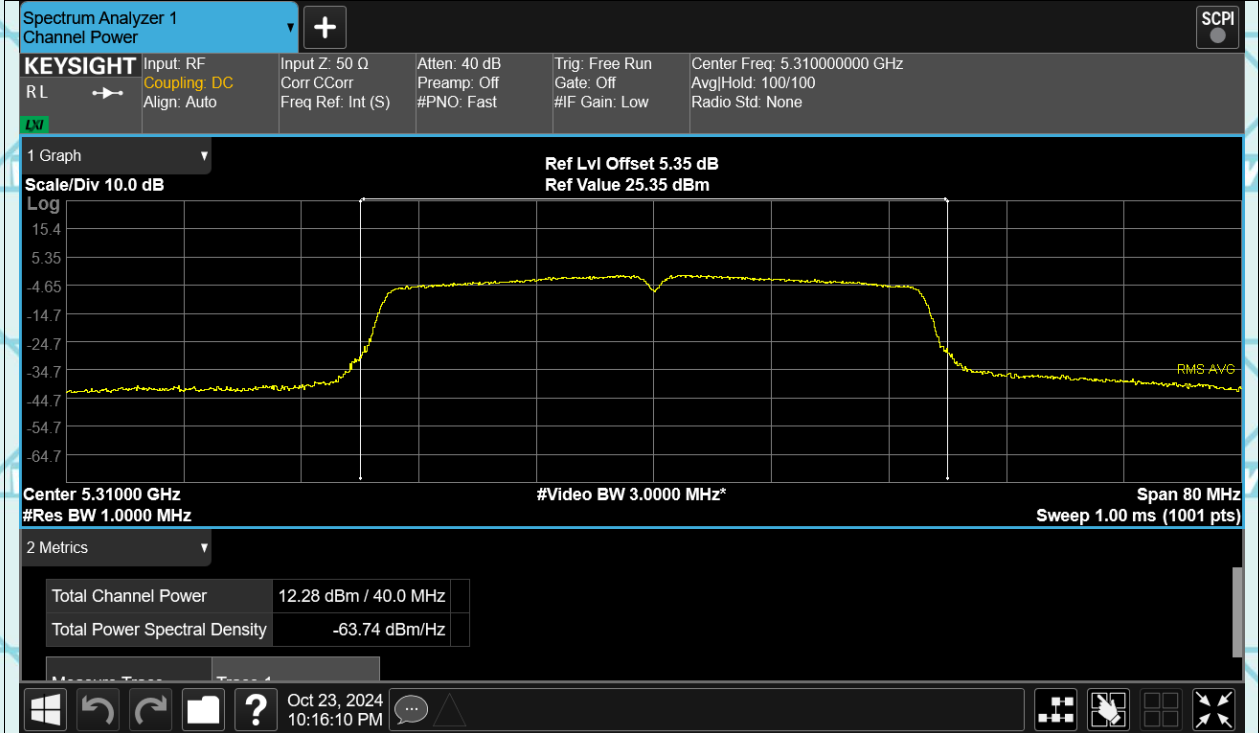 Spectrum Analyzer 1
Channel Power
SCPI
KEYSIGHT
RL
LXI
Input: RF
Coupling: DC
Align: Auto
Input Z: 50 Ω
Corr CCorr
Freq Ref: Int (S)
Atten: 40 dB
Preamp: Off
#PNO: Fast
Trig: Free Run
Gate: Off
#IF Gain: Low
Center Freq: 5.310000000 GHz
Avg|Hold: 100/100
Radio Std: None
1 Graph
Scale/Div 10.0 dB
Ref Lvl Offset 5.35 dB
Ref Value 25.35 dBm
Log
15.4
5.35
-4.65
-14.7
-24.7
-34.7
-44.7
-54.7
-64.7
RMS AVG
Center 5.31000 GHz
#Video BW 3.0000 MHz*
Span 80 MHz
#Res BW 1.0000 MHz
Sweep 1.00 ms (1001 pts)
2 Metrics
Total Channel Power 12.28 dBm / 40.0 MHz
Total Power Spectral Density -63.74 dBm/Hz
Measure Trace Trace 1
?
Oct 23, 2024
10:16:10 PM